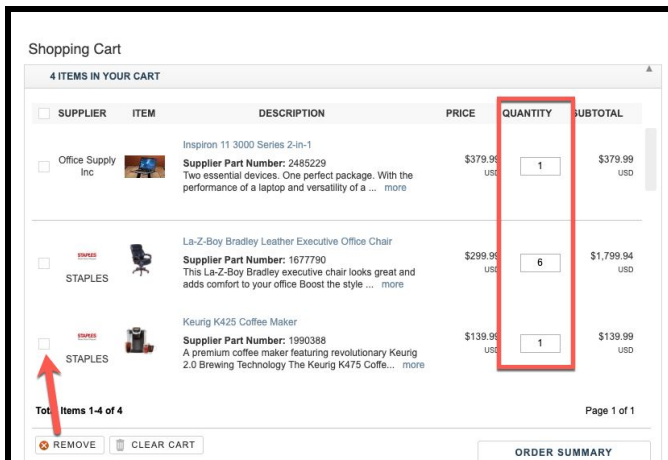 Shopping Cart
4 ITEMS IN YOUR CART
SUPPLIER ITEM DESCRIPTION PRICE QUANTITY SUBTOTAL
Inspiron 11 3000 Series 2-in-1
Office Supply Inc
Supplier Part Number: 2485229
Two essential devices. One perfect package. With the
performance of a laptop and versatility of a ... more
$379.99 USD
1
$379.99 USD
La-Z-Boy Bradley Leather Executive Office Chair
STAPLES
STAPLES
Supplier Part Number: 1677790
This La-Z-Boy Bradley executive chair looks great and
adds comfort to your office Boost the style ... more
$299.99 USD
6
$1,799.94 USD
Keurig K425 Coffee Maker
STAPLES
STAPLES
Supplier Part Number: 1990388
A premium coffee maker featuring revolutionary Keurig
2.0 Brewing Technology The Keurig K475 Coffe... more
$139.99 USD
1
$139.99 USD
Total Items 1-4 of 4 Page 1 of 1
REMOVE CLEAR CART
ORDER SUMMARY